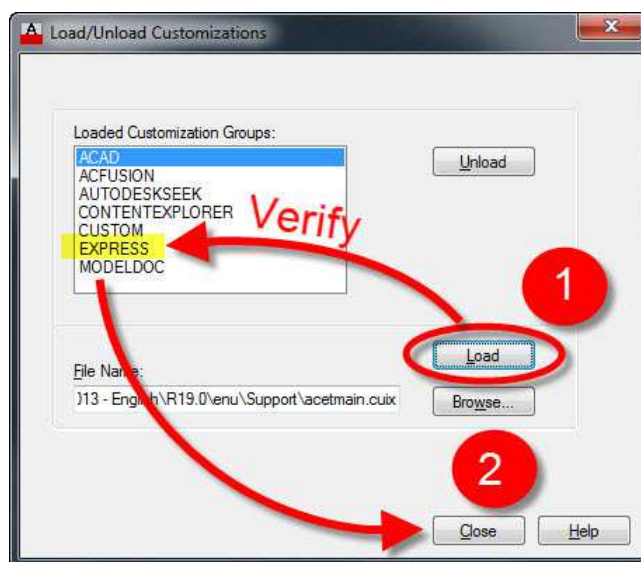 Load/Unload Customizations
Loaded Customization Groups:
ACAD
ACFUSION
AUTODESKSEEK
CONTENTEXPLORER
CUSTOM
EXPRESS
MODELDOC
Unload
Verify
1
Load
File Name:
)13 - English\R19.0\enu\Support\acetmain.cuix
Browse...
2
Close
Help